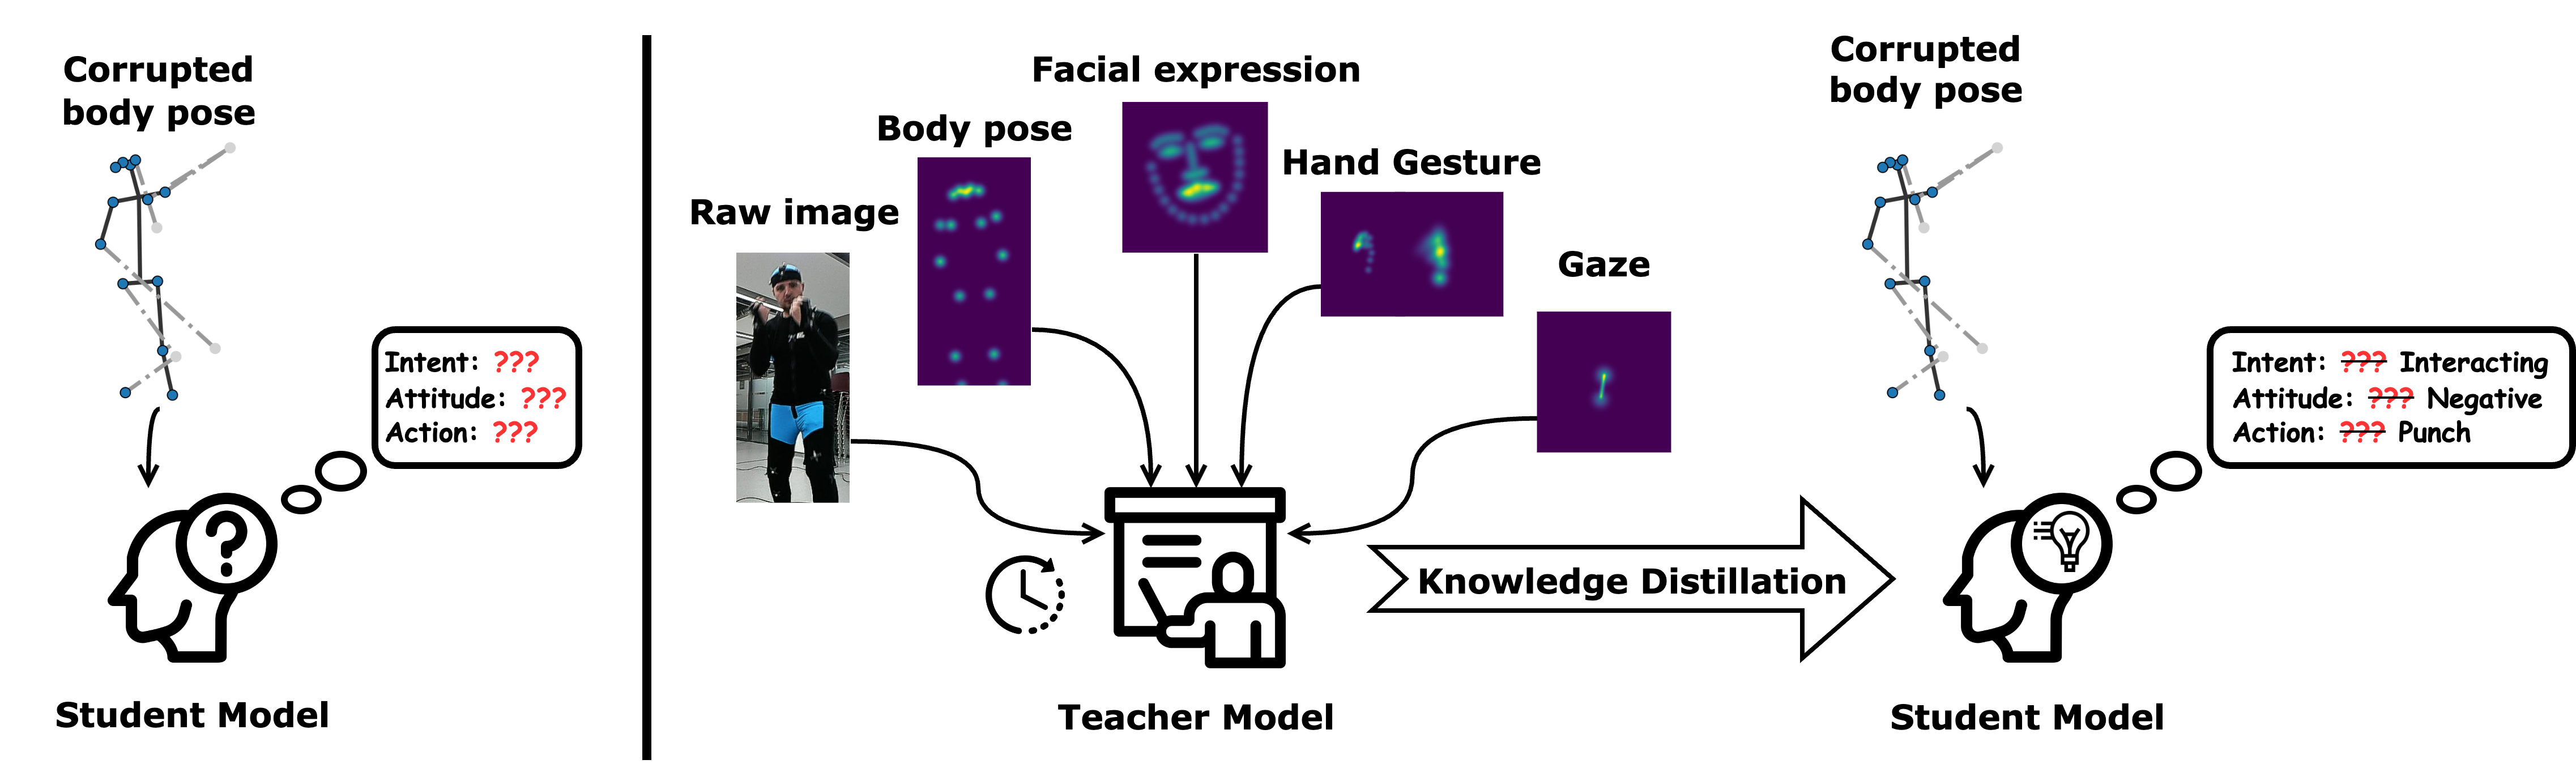 Corrupted
body pose
Intent: ???
Attitude: ???
Action: ???
Student Model
Raw image
Body pose
Facial expression
Hand Gesture
Gaze
Teacher Model
Knowledge Distillation
Corrupted
body pose
Intent: ??? Interacting
Attitude: ??? Negative
Action: ??? Punch
Student Model